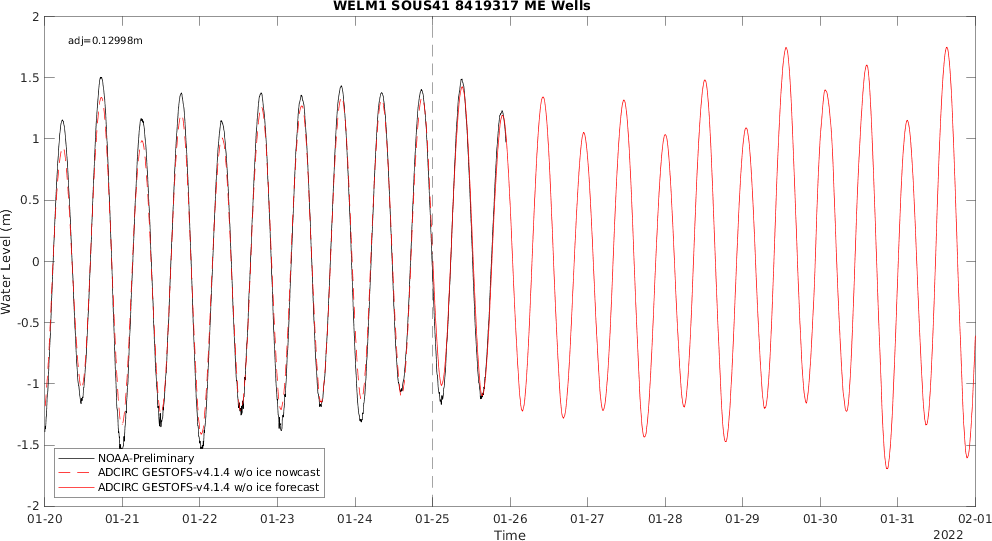 WELM1 SOUS41 8419317 ME Wells
adj=0.12998m
2
1.5
1
0.5
0
-0.5
-1
-1.5
-2
Water Level (m)
NOAA-Preliminary
ADCIRC GESTOFS-v4.1.4 w/o ice nowcast
ADCIRC GESTOFS-v4.1.4 w/o ice forecast
01-20 01-21 01-22 01-23 01-24 01-25 01-26 01-27 01-28 01-29 01-30 01-31 02-01
Time
2022